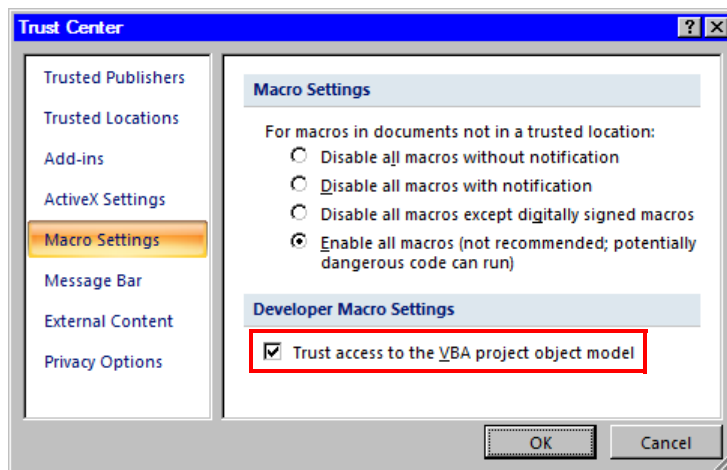 Trust Center
Trusted Publishers
Trusted Locations
Add-ins
ActiveX Settings
Macro Settings
Message Bar
External Content
Privacy Options
Macro Settings
For macros in documents not in a trusted location:
Disable all macros without notification
Disable all macros with notification
Disable all macros except digitally signed macros
Enable all macros (not recommended; potentially
dangerous code can run)
Developer Macro Settings
Trust access to the VBA project object model
OK
Cancel